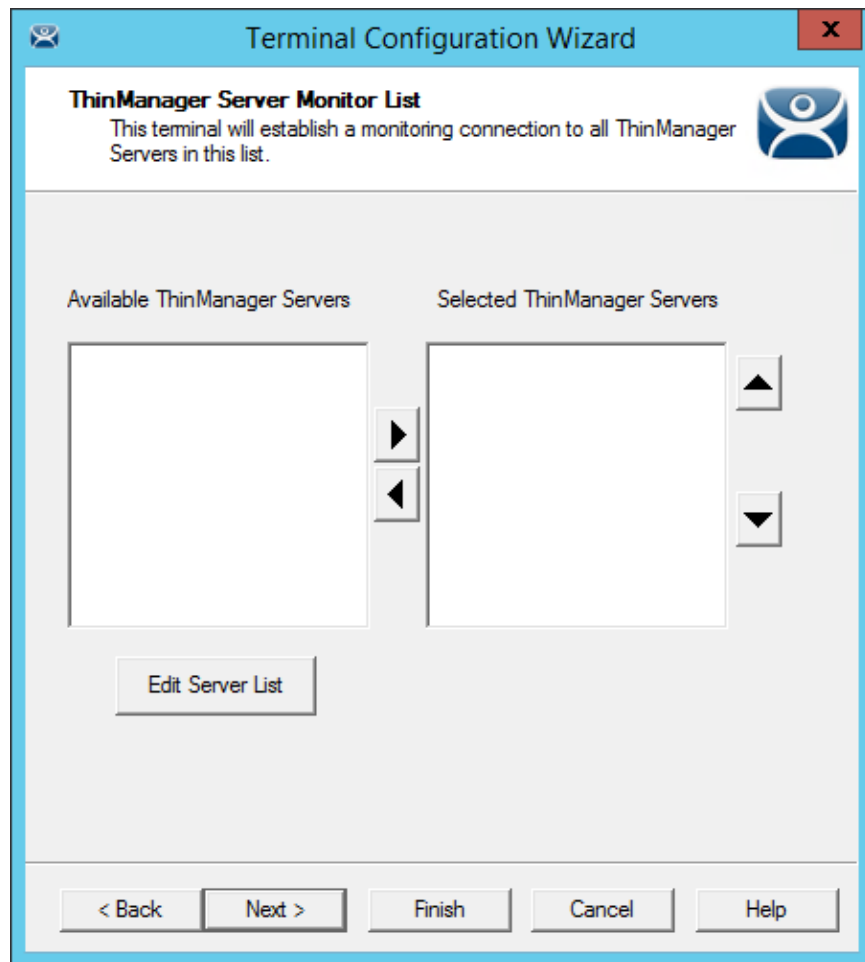 Terminal Configuration Wizard
x
ThinManager Server Monitor List
This terminal will establish a monitoring connection to all ThinManager
Servers in this list.
Available ThinManager Servers
Selected ThinManager Servers
Edit Server List
< Back
Next >
Finish
Cancel
Help